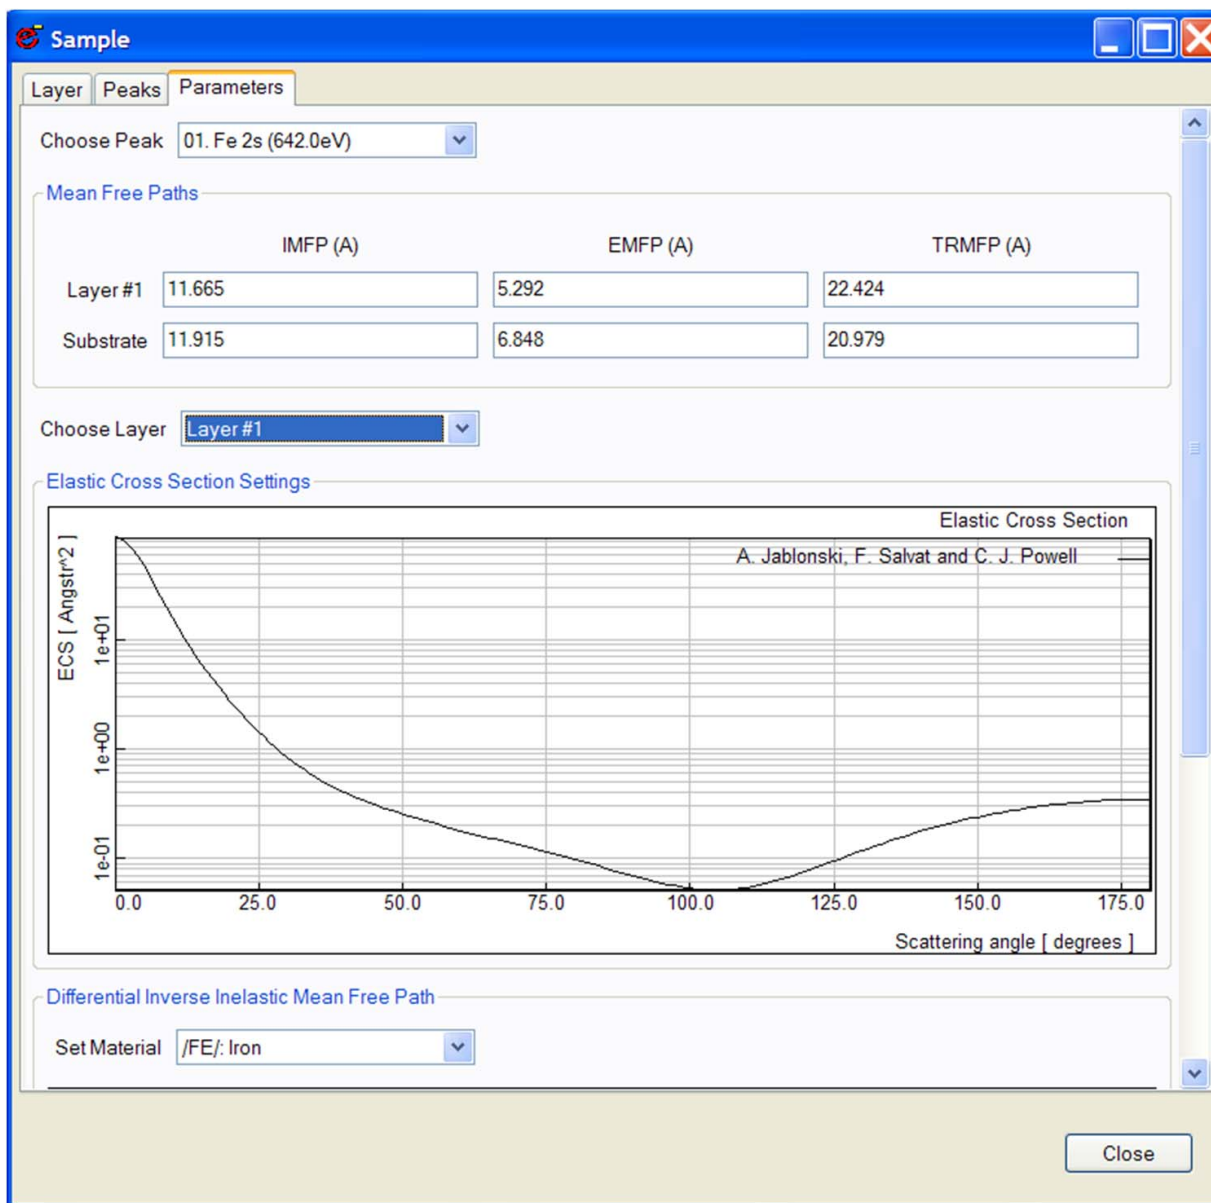 Sample
Layer Peaks Parameters
Choose Peak 01. Fe 2s (642.0eV)
Mean Free Paths
IMFP (A) EMFP (A) TRMFP (A)
Layer #1 11.665 5.292 22.424
Substrate 11.915 6.848 20.979
Choose Layer Layer #1
Elastic Cross Section Settings
Elastic Cross Section
A. Jablonski, F. Salvat and C. J. Powell
ECS [ Angstr^2 ]
1e+01
1e+00
1e-01
0.0 25.0 50.0 75.0 100.0 125.0 150.0 175.0
Scattering angle [ degrees ]
Differential Inverse Inelastic Mean Free Path
Set Material /FE/: Iron
Close